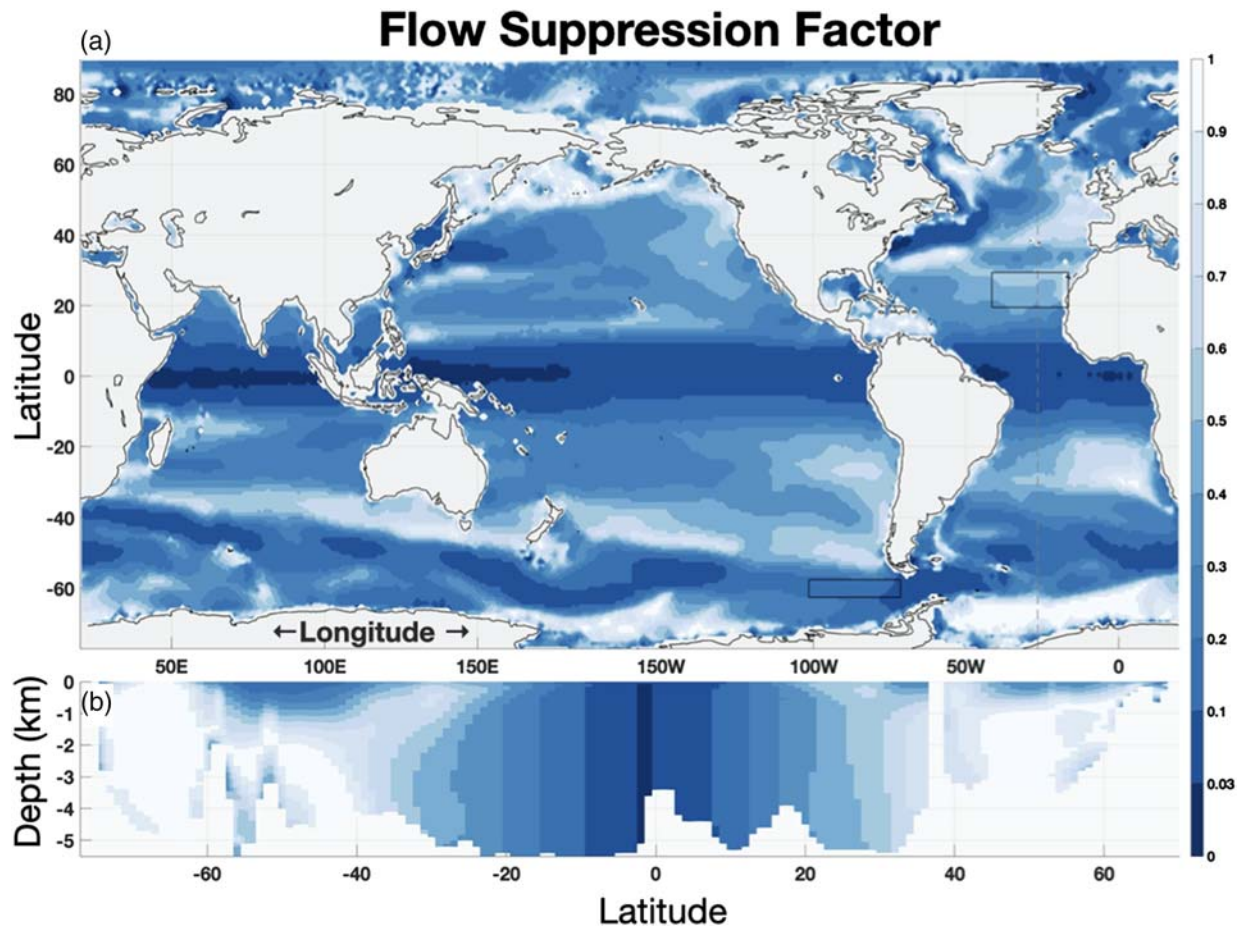 Flow Suppression Factor
(a)
1
0.9
0.8
0.7
0.6
0.5
0.4
0.3
0.2
0.1
0.03
0
Latitude
80
60
40
20
0
-20
-40
-60
←Longitude →
50E 100E 150E 150W 100W 50W 0
(b)
Depth (km)
0
-1
-2
-3
-4
-5
-60 -40 -20 0 20 40 60
Latitude